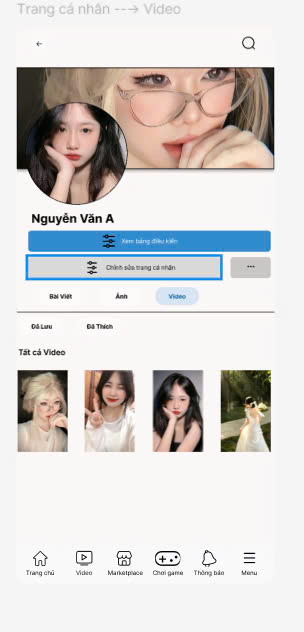 Trang cá nhân ---> Video
Nguyễn Văn A
Xem bảng điều kiển
Chỉnh sửa trang cá nhân
Bài Viết Ảnh Video
Đã Lưu Đã Thích
Tất cả Video
Trang chủ Video Marketplace Chơi game Thông báo Menu